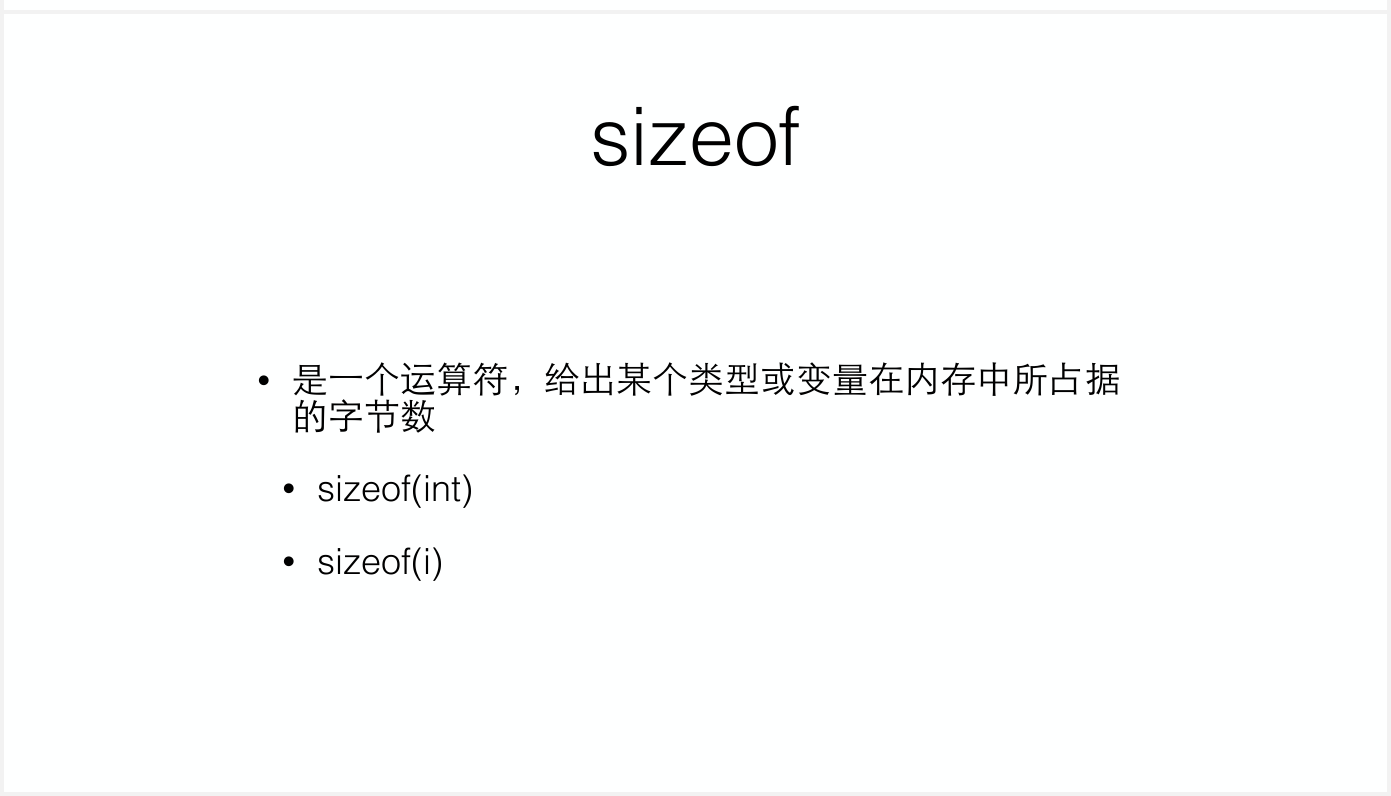 sizeof
• 是一个运算符，给出某个类型或变量在内存中所占据
的字节数
• sizeof(int)
• sizeof(i)